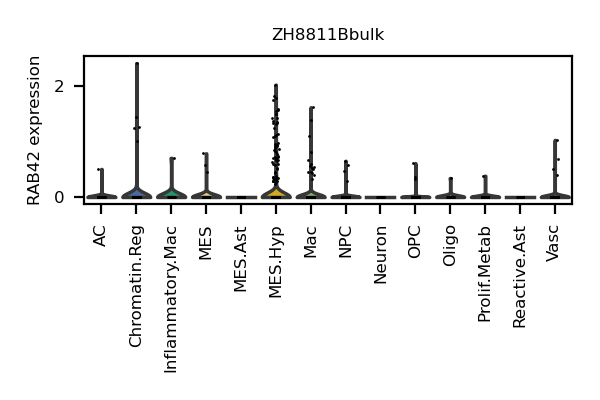 ZH8811Bbulk
RAB42 expression
2
0
AC
Chromatin.Reg
Inflammatory.Mac
MES
MES.Ast
MES.Hyp
Mac
NPC
Neuron
OPC
Oligo
Prolif.Metab
Reactive.Ast
Vasc